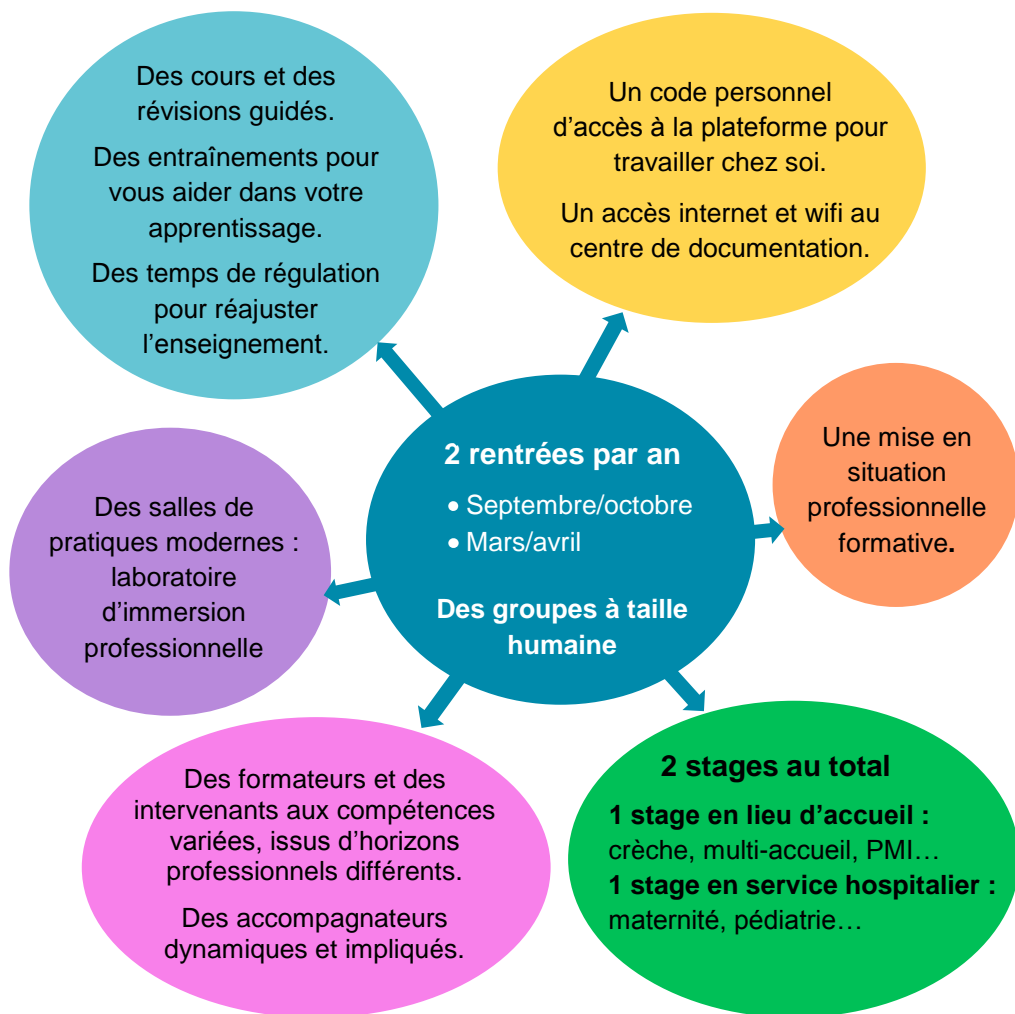 Des cours et des
révisions guidés.
Des entraînements pour
vous aider dans votre
apprentissage.
Des temps de régulation
pour réajuster
l’enseignement.
Un code personnel
d’accès à la plateforme pour
travailler chez soi.
Un accès internet et wifi au
centre de documentation.
2 rentrées par an
• Septembre/octobre
• Mars/avril
Des groupes à taille
humaine
Une mise en
situation
professionnelle
formative.
Des salles de
pratiques modernes :
laboratoire
d’immersion
professionnelle
Des formateurs et des
intervenants aux compétences
variées, issus d’horizons
professionnels différents.
Des accompagnateurs
dynamiques et impliqués.
2 stages au total
1 stage en lieu d’accueil :
crèche, multi-accueil, PMI…
1 stage en service hospitalier :
maternité, pédiatrie…